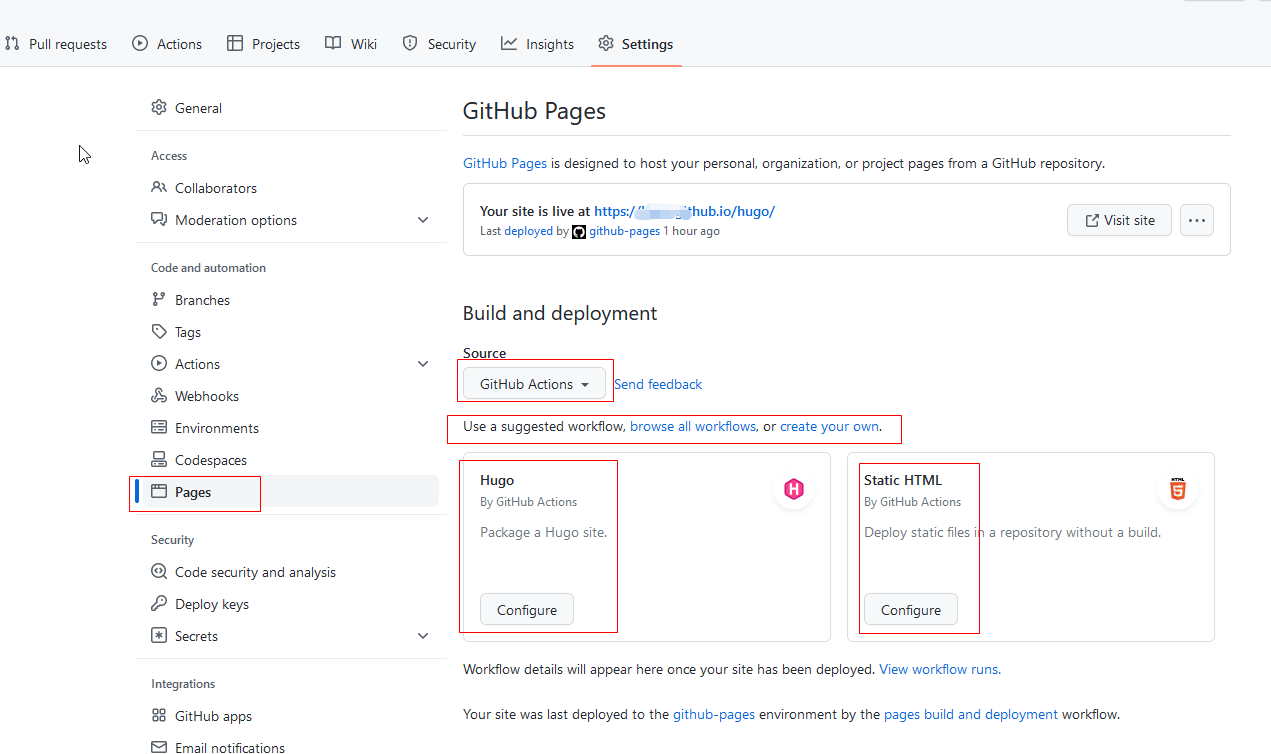 Pull requests Actions Projects Wiki Security Insights Settings
General
Access
Collaborators
Moderation options
Code and automation
Branches
Tags
Actions
Webhooks
Environments
Codespaces
Pages
Security
Code security and analysis
Deploy keys
Secrets
Integrations
GitHub apps
Email notifications
GitHub Pages
GitHub Pages is designed to host your personal, organization, or project pages from a GitHub repository.
Your site is live at https:/ thub.io/hugo/
Last deployed by github-pages 1 hour ago
Visit site
Build and deployment
Source
GitHub Actions Send feedback
Use a suggested workflow, browse all workflows, or create your own.
Hugo
By GitHub Actions
Package a Hugo site.
Configure
Static HTML
By GitHub Actions
Deploy static files in a repository without a build.
HTML
5
Configure
Workflow details will appear here once your site has been deployed. View workflow runs.
Your site was last deployed to the github-pages environment by the pages build and deployment workflow.